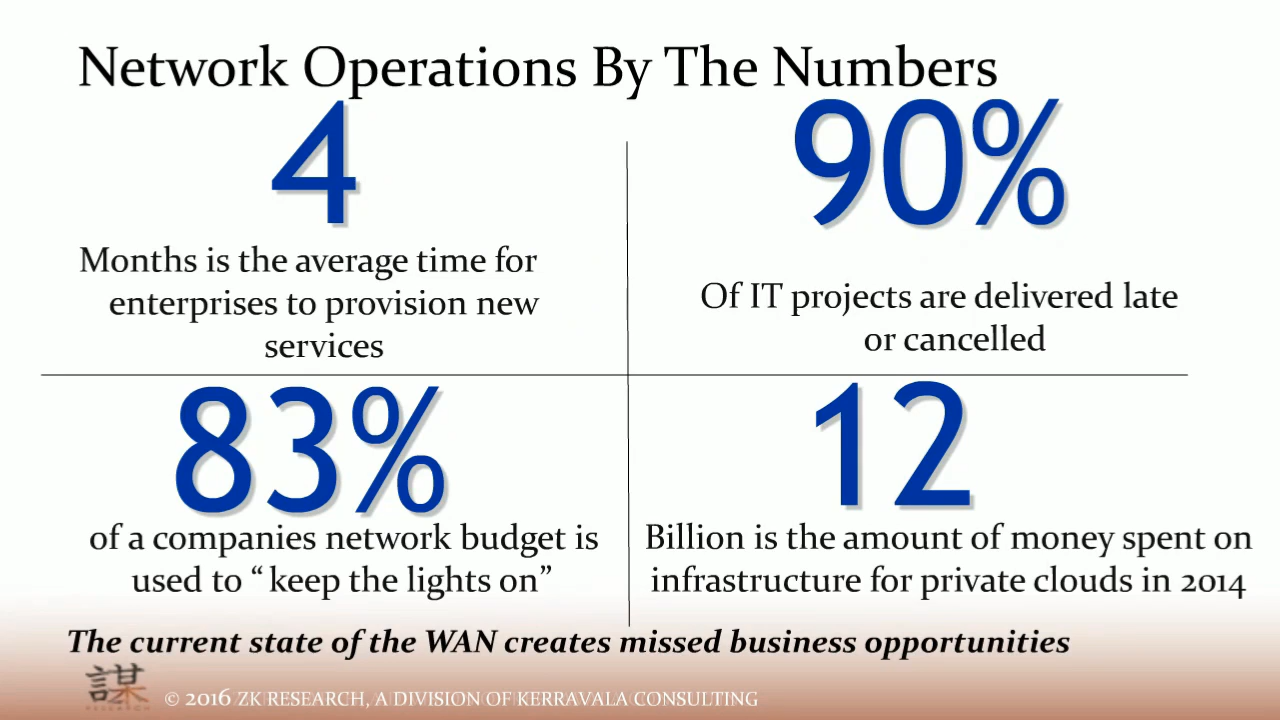 Network Operations By The Numbers
4
Months is the average time for
enterprises to provision new
services
90%
Of IT projects are delivered late
or cancelled
83%
of a companies network budget is
used to “ keep the lights on”
12
Billion is the amount of money spent on
infrastructure for private clouds in 2014
The current state of the WAN creates missed business opportunities
謀
RESEARCH
© 2016 ZK RESEARCH, A DIVISION OF KERRAVALA CONSULTING